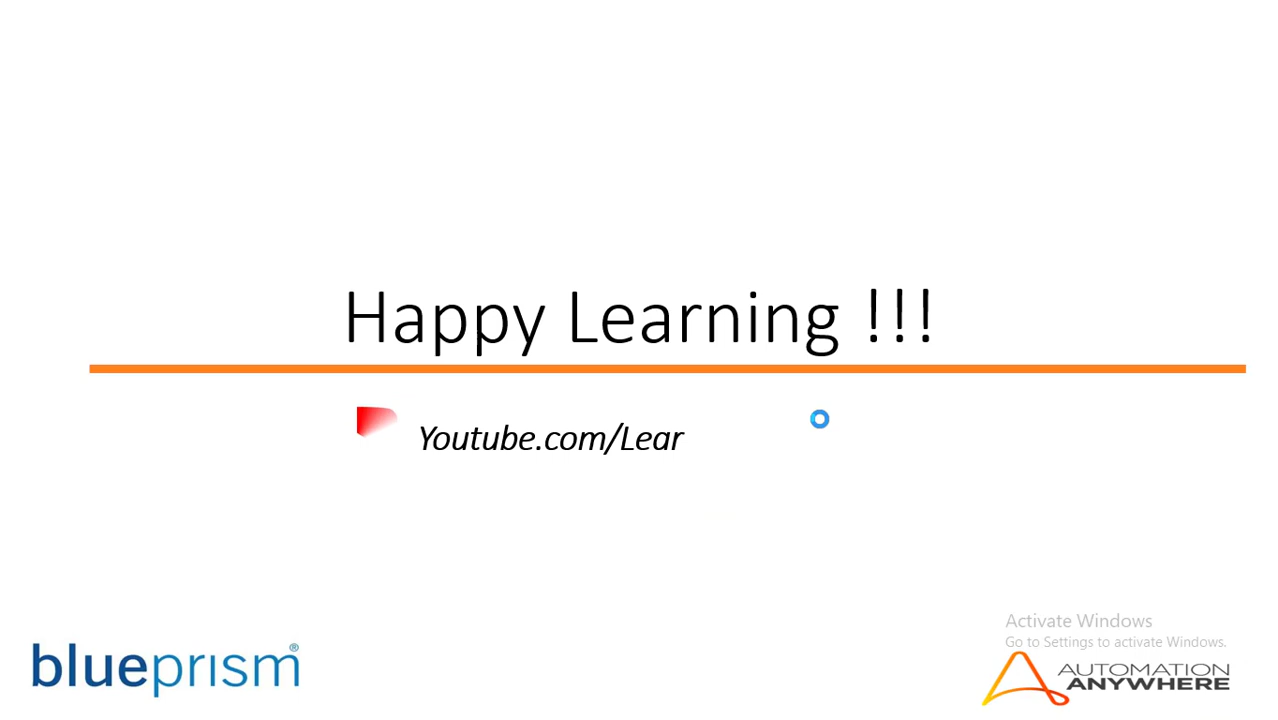 Happy Learning !!!
Youtube.com/Lear
Activate Windows
Go to Settings to activate Windows.
blueprism®
AUTOMATION
ANYWHERE